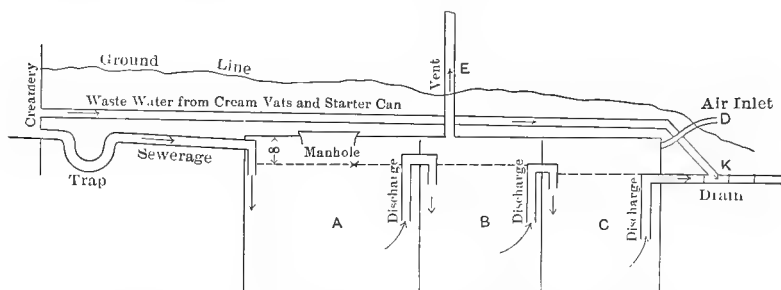 Ground Line
Vent
E
Creamery
Waste Water from Cream Vats and Starter Can
Air Inlet
D
Sewerage
Trap
8
Manhole
K
Drain
Discharge
Discharge
Discharge
A
B
C